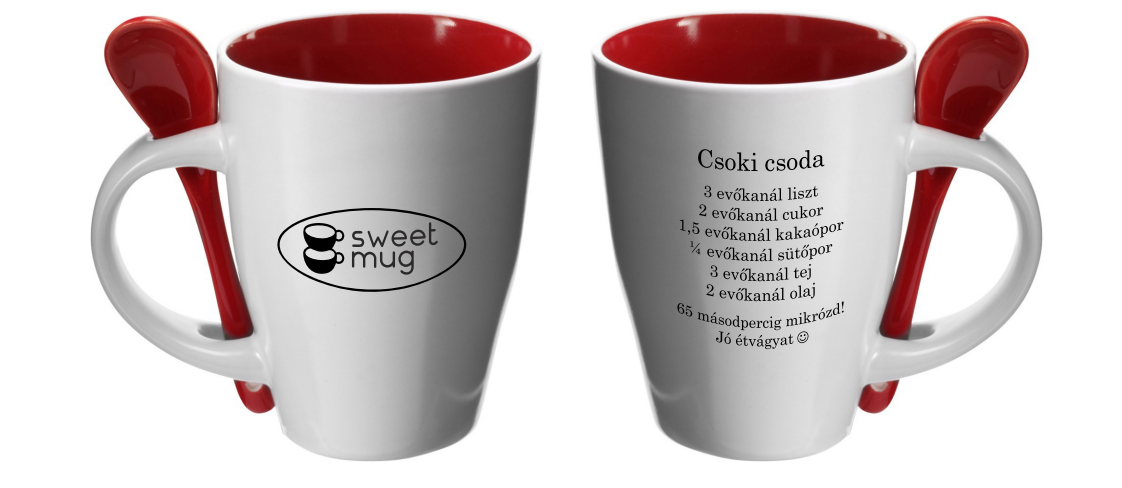 sweet
mug
Csoki csoda
3 evőkanál liszt
2 evőkanál cukor
1,5 evőkanál kakaópor
¼ evőkanál sütőpor
3 evőkanál tej
2 evőkanál olaj
65 másodpercig mikrózd!
Jó étvágyat ☺